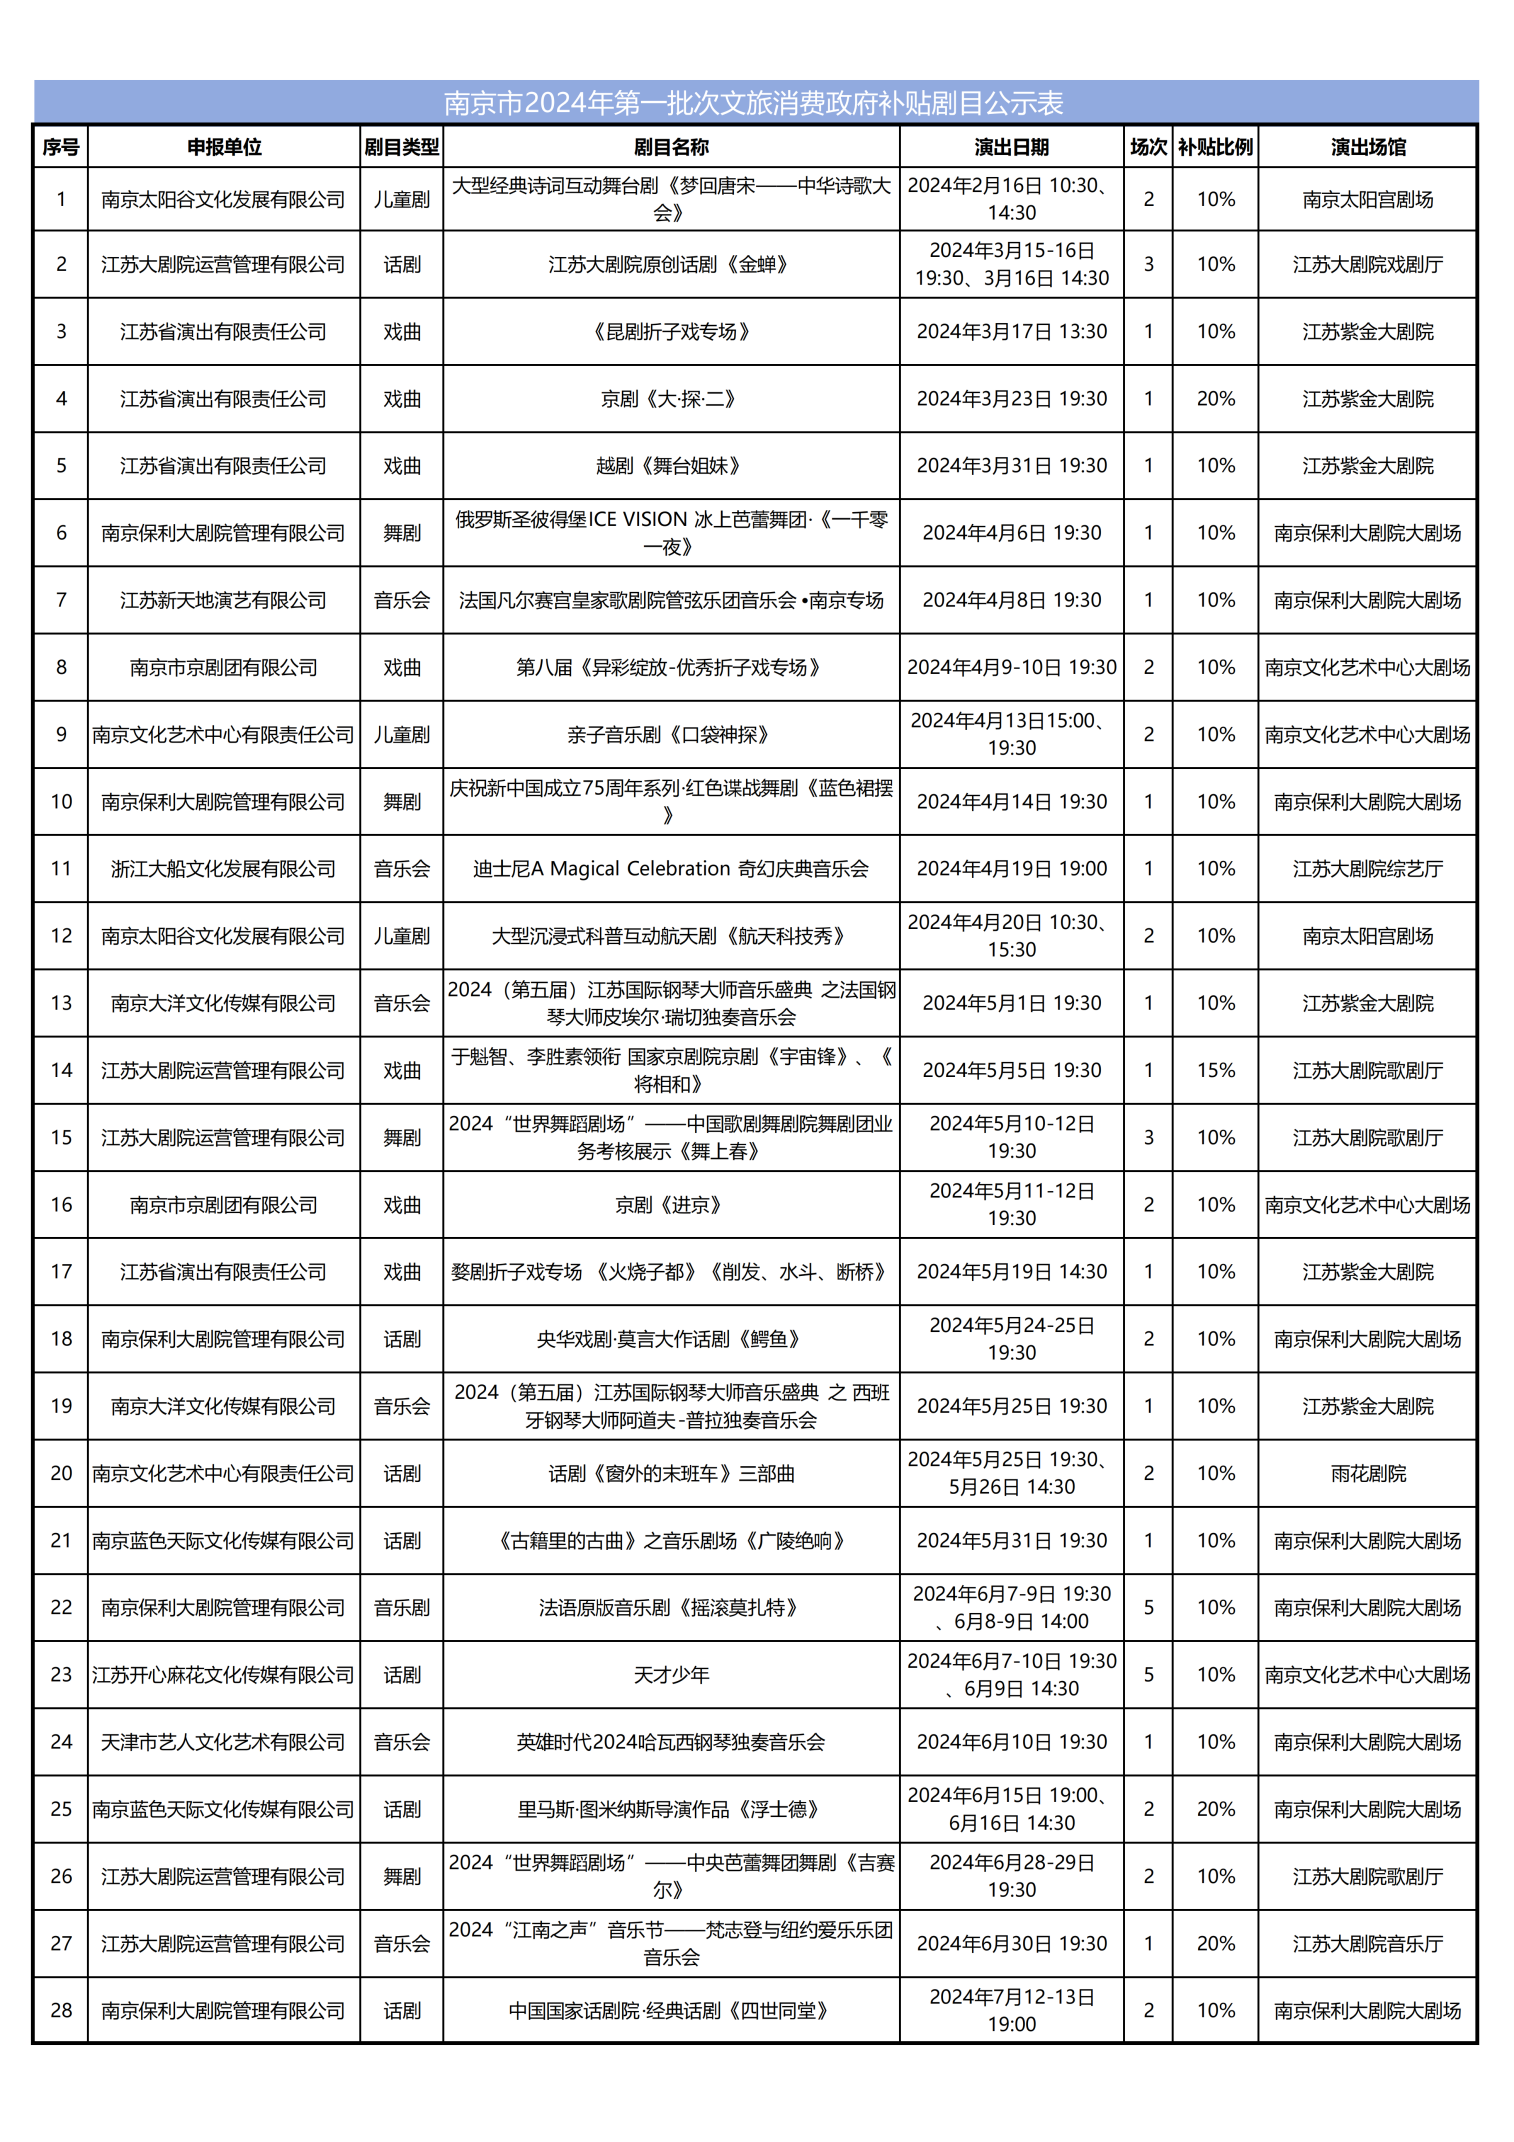 南京市2024年第一批次文旅消费政府补贴剧目公示表
序号 申报单位 剧目类型 剧目名称 演出日期 场次 补贴比例 演出场馆
1 南京太阳谷文化发展有限公司 儿童剧 大型经典诗词互动舞台剧《梦回唐宋——中华诗歌大
会》 2024年2月16日 10:30、
14:30 2 10% 南京太阳宫剧场
2 江苏大剧院运营管理有限公司 话剧 江苏大剧院原创话剧《金蝉》 2024年3月15-16日
19:30、3月16日 14:30 3 10% 江苏大剧院戏剧厅
3 江苏省演出有限责任公司 戏曲 《昆剧折子戏专场》 2024年3月17日 13:30 1 10% 江苏紫金大剧院
4 江苏省演出有限责任公司 戏曲 京剧《大·探·二》 2024年3月23日 19:30 1 20% 江苏紫金大剧院
5 江苏省演出有限责任公司 戏曲 越剧《舞台姐妹》 2024年3月31日 19:30 1 10% 江苏紫金大剧院
6 南京保利大剧院管理有限公司 舞剧 俄罗斯圣彼得堡ICE VISION 冰上芭蕾舞团·《一千零
一夜》 2024年4月6日 19:30 1 10% 南京保利大剧院大剧场
7 江苏新天地演艺有限公司 音乐会 法国凡尔赛宫皇家歌剧院管弦乐团音乐会 •南京专场 2024年4月8日 19:30 1 10% 南京保利大剧院大剧场
8 南京市京剧团有限公司 戏曲 第八届《异彩绽放-优秀折子戏专场》 2024年4月9-10日 19:30 2 10% 南京文化艺术中心大剧场
9 南京文化艺术中心有限责任公司 儿童剧 亲子音乐剧《口袋神探》 2024年4月13日15:00、
19:30 2 10% 南京文化艺术中心大剧场
10 南京保利大剧院管理有限公司 舞剧 庆祝新中国成立75周年系列·红色谍战舞剧《蓝色裙摆
》 2024年4月14日 19:30 1 10% 南京保利大剧院大剧场
11 浙江大船文化发展有限公司 音乐会 迪士尼A Magical Celebration 奇幻庆典音乐会 2024年4月19日 19:00 1 10% 江苏大剧院综艺厅
12 南京太阳谷文化发展有限公司 儿童剧 大型沉浸式科普互动航天剧《航天科技秀》 2024年4月20日 10:30、
15:30 2 10% 南京太阳宫剧场
13 南京大洋文化传媒有限公司 音乐会 2024（第五届）江苏国际钢琴大师音乐盛典 之法国钢
琴大师皮埃尔·瑞切独奏音乐会 2024年5月1日 19:30 1 10% 江苏紫金大剧院
14 江苏大剧院运营管理有限公司 戏曲 于魁智、李胜素领衔 国家京剧院京剧《宇宙锋》、《
将相和》 2024年5月5日 19:30 1 15% 江苏大剧院歌剧厅
15 江苏大剧院运营管理有限公司 舞剧 2024“世界舞蹈剧场”——中国歌剧舞剧院舞剧团业
务考核展示《舞上春》 2024年5月10-12日
19:30 3 10% 江苏大剧院歌剧厅
16 南京市京剧团有限公司 戏曲 京剧《进京》 2024年5月11-12日
19:30 2 10% 南京文化艺术中心大剧场
17 江苏省演出有限责任公司 戏曲 婺剧折子戏专场 《火烧子都》《削发、水斗、断桥》 2024年5月19日 14:30 1 10% 江苏紫金大剧院
18 南京保利大剧院管理有限公司 话剧 央华戏剧·莫言大作话剧《鳄鱼》 2024年5月24-25日
19:30 2 10% 南京保利大剧院大剧场
19 南京大洋文化传媒有限公司 音乐会 2024（第五届）江苏国际钢琴大师音乐盛典 之 西班
牙钢琴大师阿道夫-普拉独奏音乐会 2024年5月25日 19:30 1 10% 江苏紫金大剧院
20 南京文化艺术中心有限责任公司 话剧 话剧《窗外的末班车》三部曲 2024年5月25日 19:30、
5月26日 14:30 2 10% 雨花剧院
21 南京蓝色天际文化传媒有限公司 话剧 《古籍里的古曲》之音乐剧场《广陵绝响》 2024年5月31日 19:30 1 10% 南京保利大剧院大剧场
22 南京保利大剧院管理有限公司 音乐剧 法语原版音乐剧《摇滚莫扎特》 2024年6月7-9日 19:30
、6月8-9日 14:00 5 10% 南京保利大剧院大剧场
23 江苏开心麻花文化传媒有限公司 话剧 天才少年 2024年6月7-10日 19:30
、6月9日 14:30 5 10% 南京文化艺术中心大剧场
24 天津市艺人文化艺术有限公司 音乐会 英雄时代2024哈瓦西钢琴独奏音乐会 2024年6月10日 19:30 1 10% 南京保利大剧院大剧场
25 南京蓝色天际文化传媒有限公司 话剧 里马斯·图米纳斯导演作品《浮士德》 2024年6月15日 19:00、
6月16日 14:30 2 20% 南京保利大剧院大剧场
26 江苏大剧院运营管理有限公司 舞剧 2024“世界舞蹈剧场”——中央芭蕾舞团舞剧《吉赛
尔》 2024年6月28-29日
19:30 2 10% 江苏大剧院歌剧厅
27 江苏大剧院运营管理有限公司 音乐会 2024“江南之声”音乐节——梵志登与纽约爱乐乐团
音乐会 2024年6月30日 19:30 1 20% 江苏大剧院音乐厅
28 南京保利大剧院管理有限公司 话剧 中国国家话剧院·经典话剧《四世同堂》 2024年7月12-13日
19:00 2 10% 南京保利大剧院大剧场